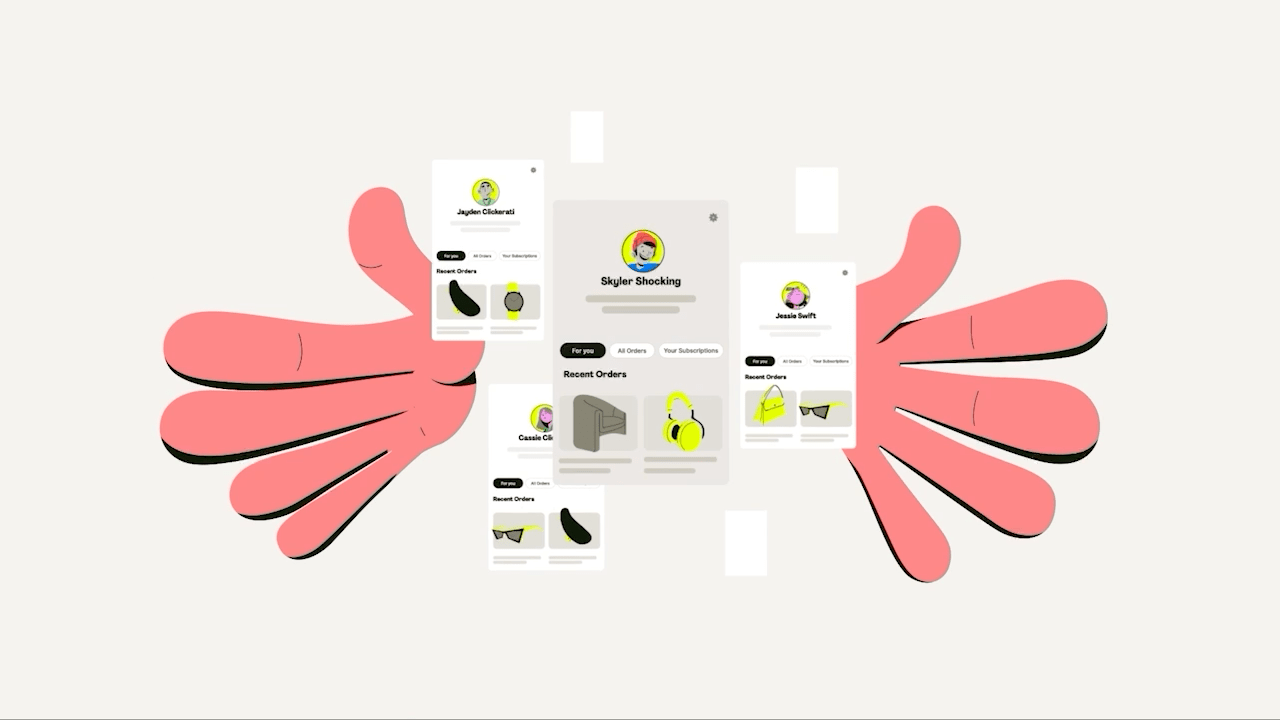 Jayden Clickerati
For you All Orders Your Subscriptions
Recent Orders
Skyler Shocking
For you All Orders Your Subscriptions
Recent Orders
Jessie Swift
For you All Orders Your Subscriptions
Recent Orders
Cassie Cli
For you All Orders
Recent Orders